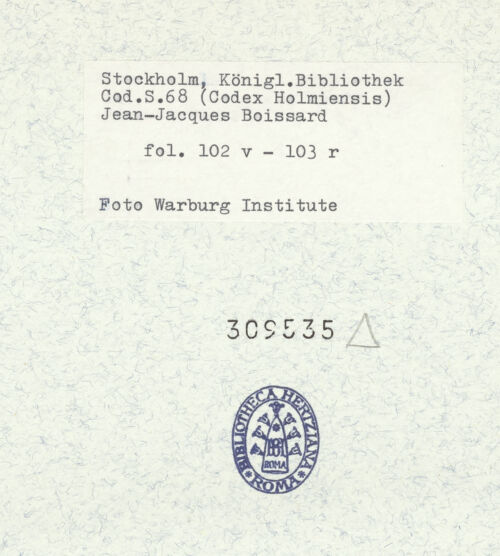 Stockholm, Königl.Bibliothek
Cod.S.68 (Codex Holmiensis)
Jean-Jacques Boissard
fol. 102 v - 103 r
Foto Warburg Institute
309535
BIBLIOTHECA HERTZIANA
ROMA
ROMA